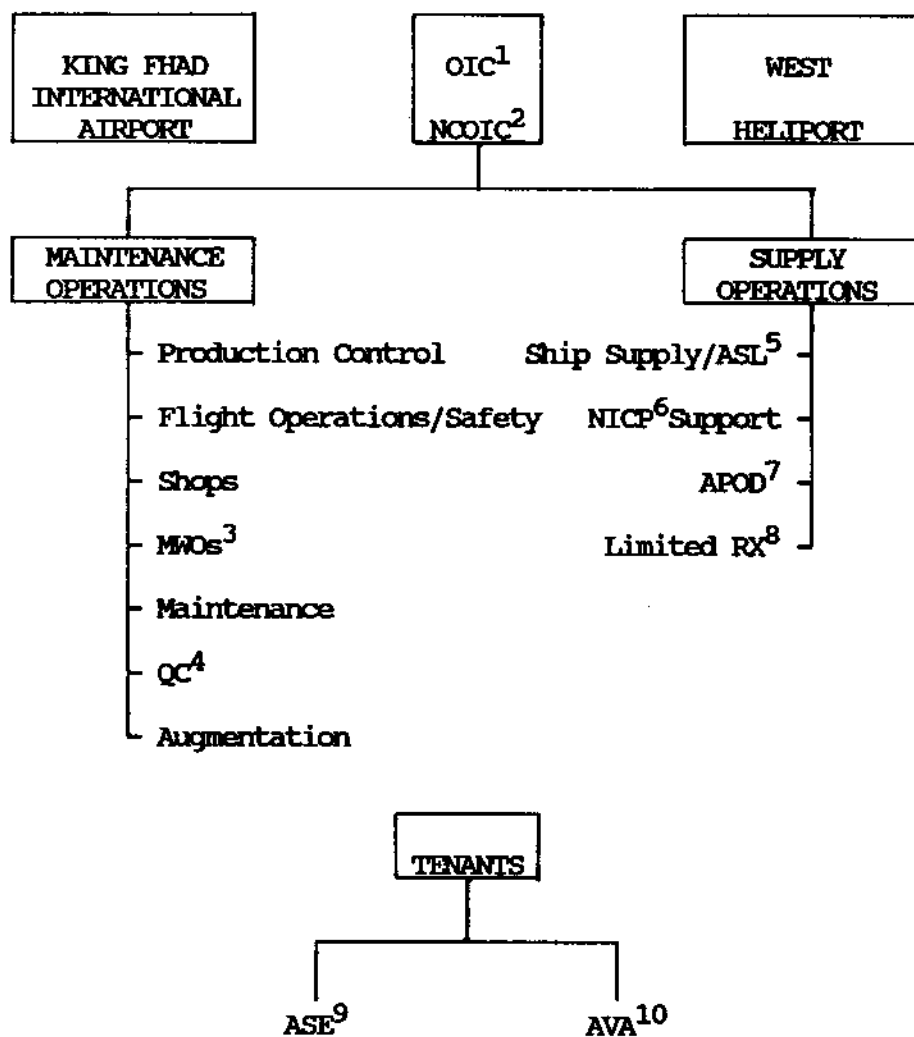 KING FHAD
INTERNATIONAL
AIRPORT
OIC¹
NCOIC²
WEST
HELIPORT
MAINTENANCE
OPERATIONS
SUPPLY
OPERATIONS
Production Control
Flight Operations/Safety
Shops
MWOs³
Maintenance
QC⁴
Augmentation
Ship Supply/ASL⁵
NICP⁶Support
APOD⁷
Limited RX⁸
TENANTS
ASE⁹
AVA¹⁰